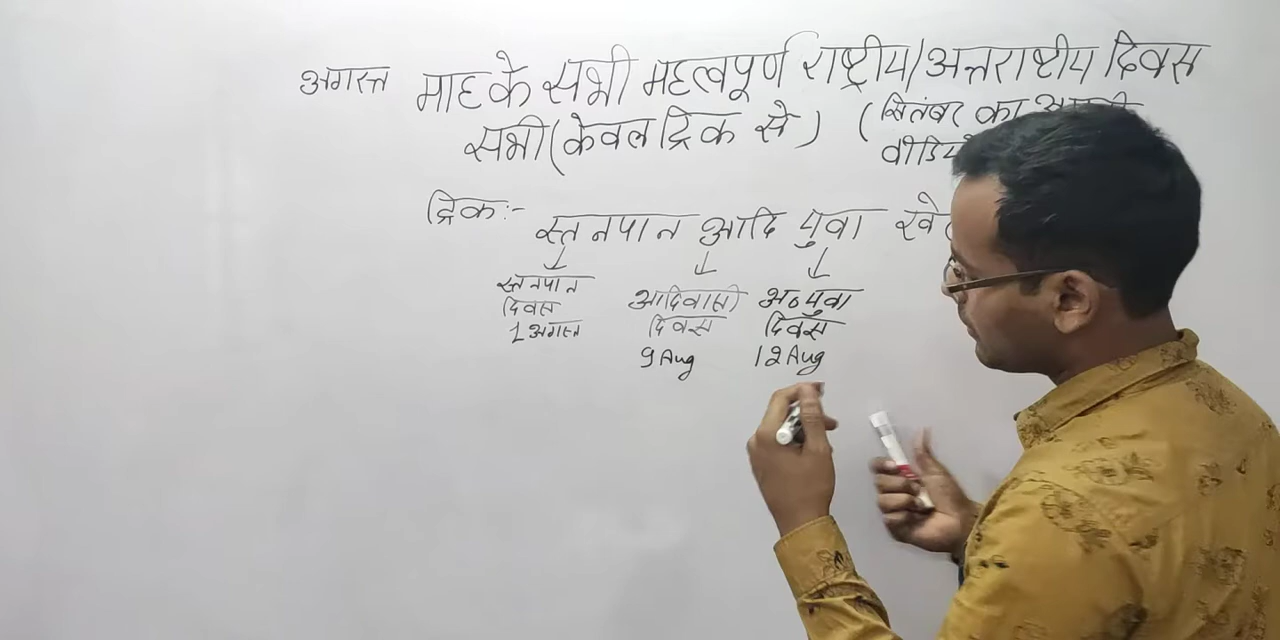 अगस्त माह के सभी महत्वपूर्ण राष्ट्रीय/अन्तराष्ट्रीय दिवस
सभी (केवल ट्रिक से) (सितंबर का
ट्रिक:- स्तनपान आदि युवा
स्तनपान
दिवस
1 अगस्त
आदिवासी
दिवस
9 Aug
अ० युवा
दिवस
12 Aug